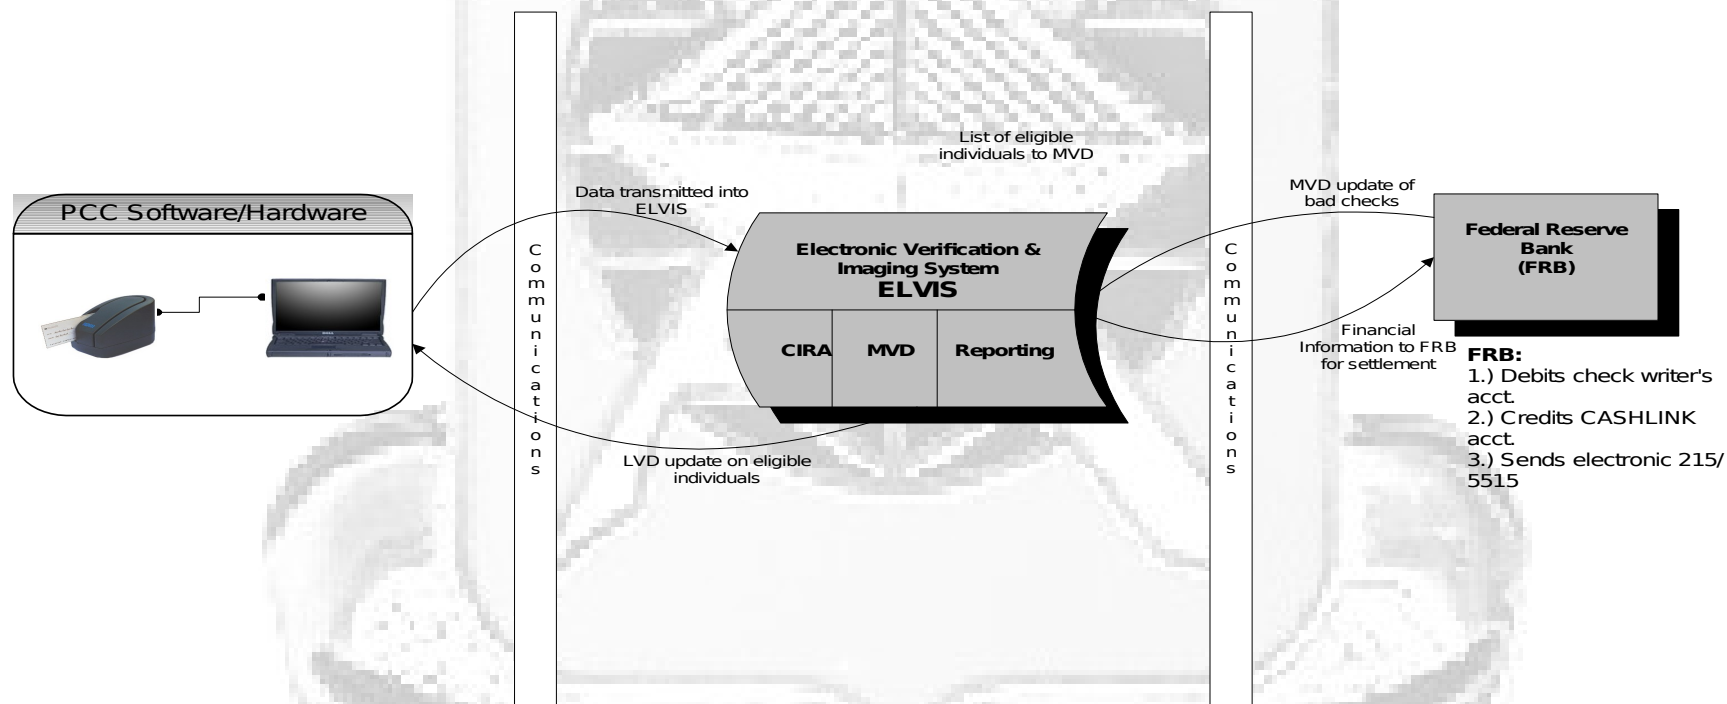 List of eligible
individuals to MVD
Data transmitted into
ELVIS
MVD update of
bad checks
PCC Software/Hardware
Communications
Electronic Verification &
Imaging System
ELVIS
CIRA
MVD
Reporting
Communications
Federal Reserve
Bank
(FRB)
Financial
Information to FRB
for settlement
FRB:
1.) Debits check writer's
acct.
2.) Credits CASHLINK
acct.
3.) Sends electronic 215/
5515
LVD update on eligible
individuals